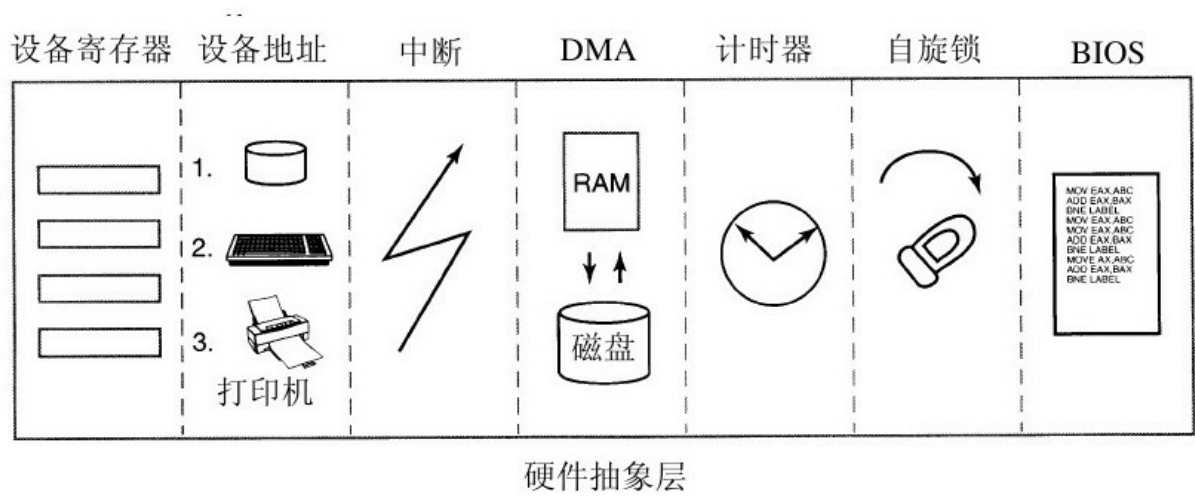 设备寄存器 设备地址 中断 DMA 计时器 自旋锁 BIOS
1.
2.
3.
打印机
RAM
磁盘
MOV EAX,ABC
ADD EAX,BAX
BNE LABEL
MOV EAX,ABC
MOV EAX,ABC
ADD EAX,BAX
BNE LABEL
MOVE AX,ABC
ADD EAX,BAX
BNE LABEL
硬件抽象层